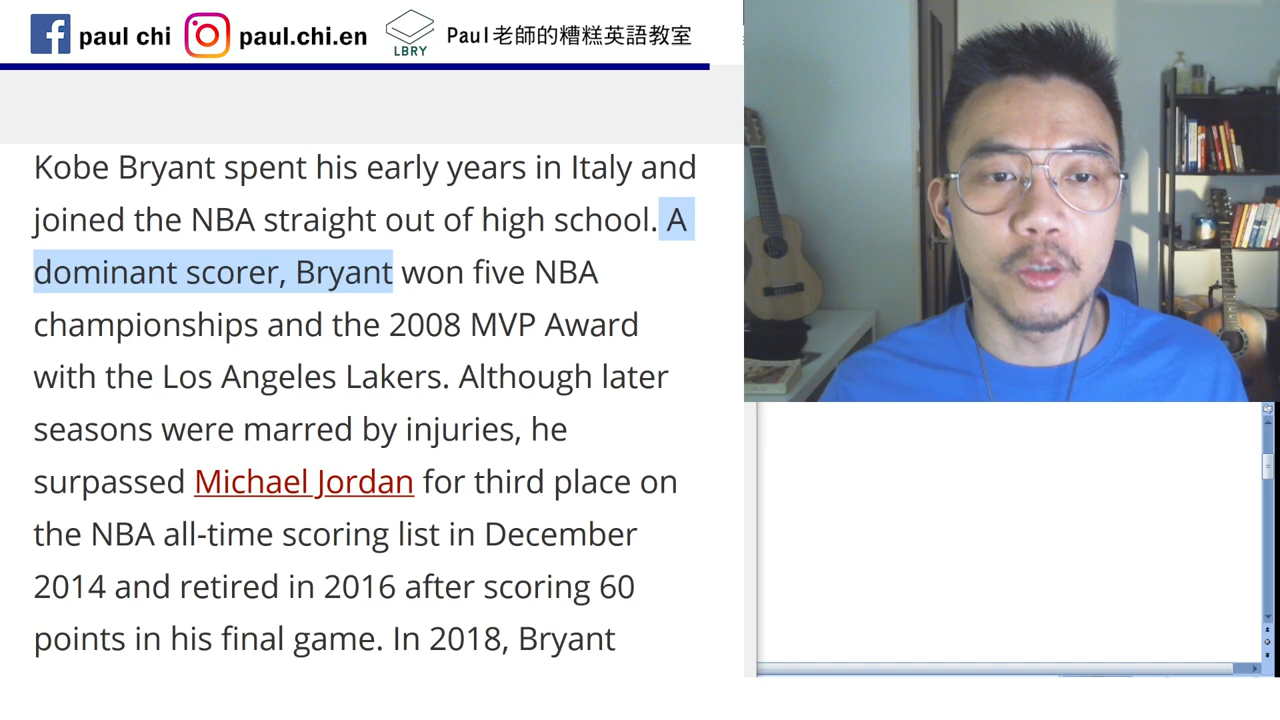 paul chi
paul.chi.en
LBRY
Paul老師的糟糕英語教室
Kobe Bryant spent his early years in Italy and
joined the NBA straight out of high school. A
dominant scorer, Bryant won five NBA
championships and the 2008 MVP Award
with the Los Angeles Lakers. Although later
seasons were marred by injuries, he
surpassed Michael Jordan for third place on
the NBA all-time scoring list in December
2014 and retired in 2016 after scoring 60
points in his final game. In 2018, Bryant